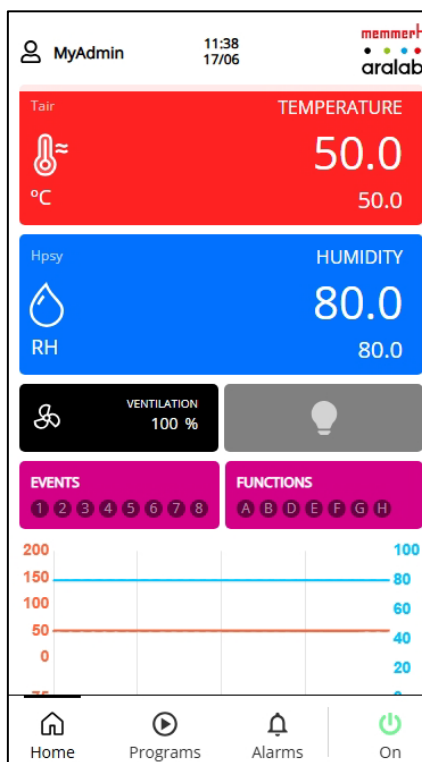 MyAdmin
11:38
17/06
memmert
aralab
Tair
TEMPERATURE
50.0
ºC
50.0
Hpsy
HUMIDITY
80.0
RH
80.0
VENTILATION
100 %
EVENTS
1 2 3 4 5 6 7 8
FUNCTIONS
A B D E F G H
200
150
100
50
0
100
80
60
40
20
Home
Programs
Alarms
On